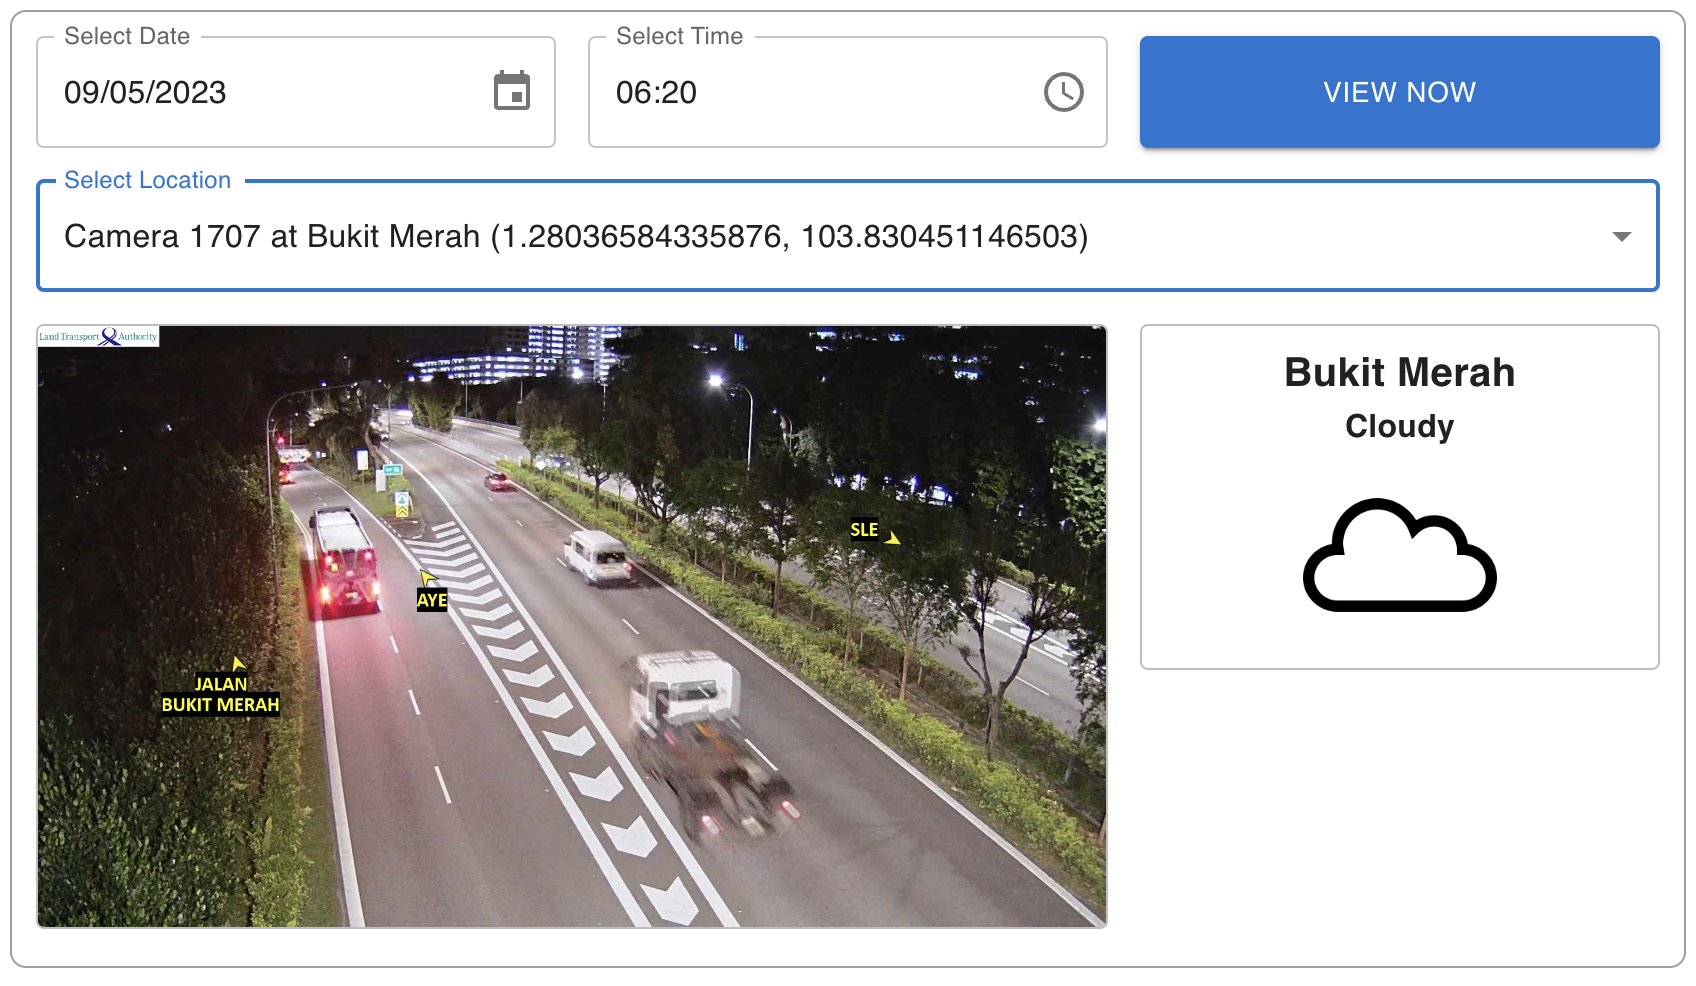 Select Date
09/05/2023
Select Time
06:20
VIEW NOW
Select Location
Camera 1707 at Bukit Merah (1.28036584335876, 103.830451146503)
Land Transport Authority
SLE
AYE
JALAN
BUKIT MERAH
Bukit Merah
Cloudy